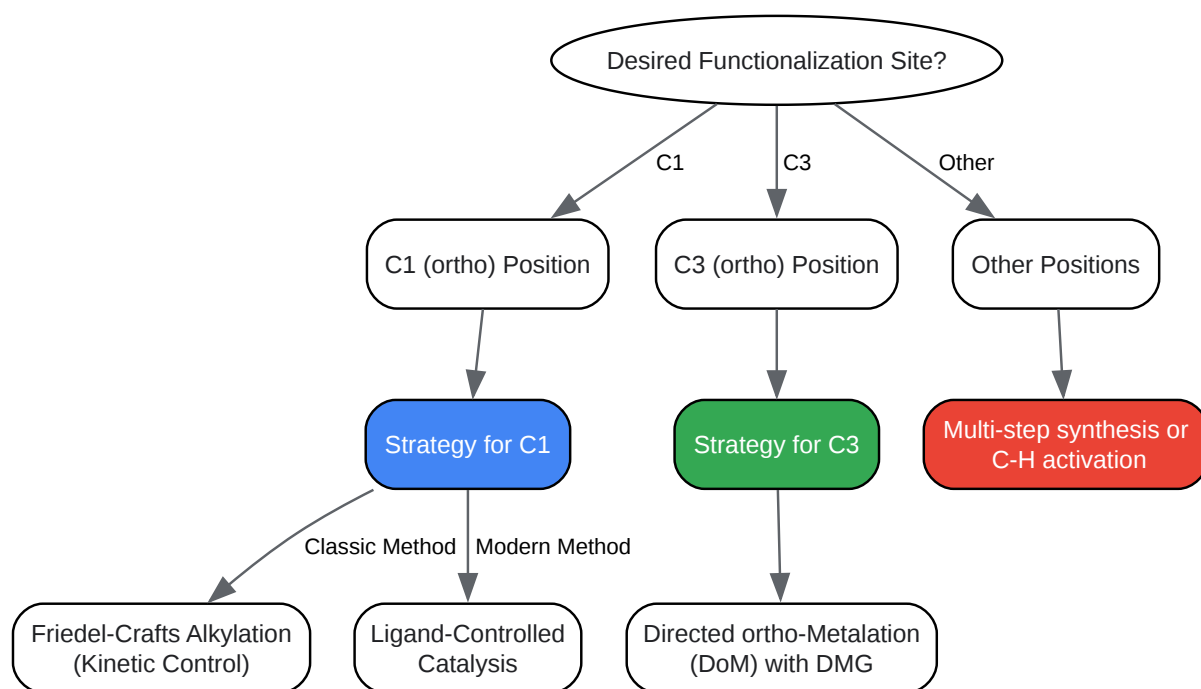 Desired Functionalization Site?
C1
C3
Other
C1 (ortho) Position
C3 (ortho) Position
Other Positions
Strategy for C1
Strategy for C3
Multi-step synthesis or
C-H activation
Classic Method
Modern Method
Friedel-Crafts Alkylation
(Kinetic Control)
Ligand-Controlled
Catalysis
Directed ortho-Metalation
(DoM) with DMG